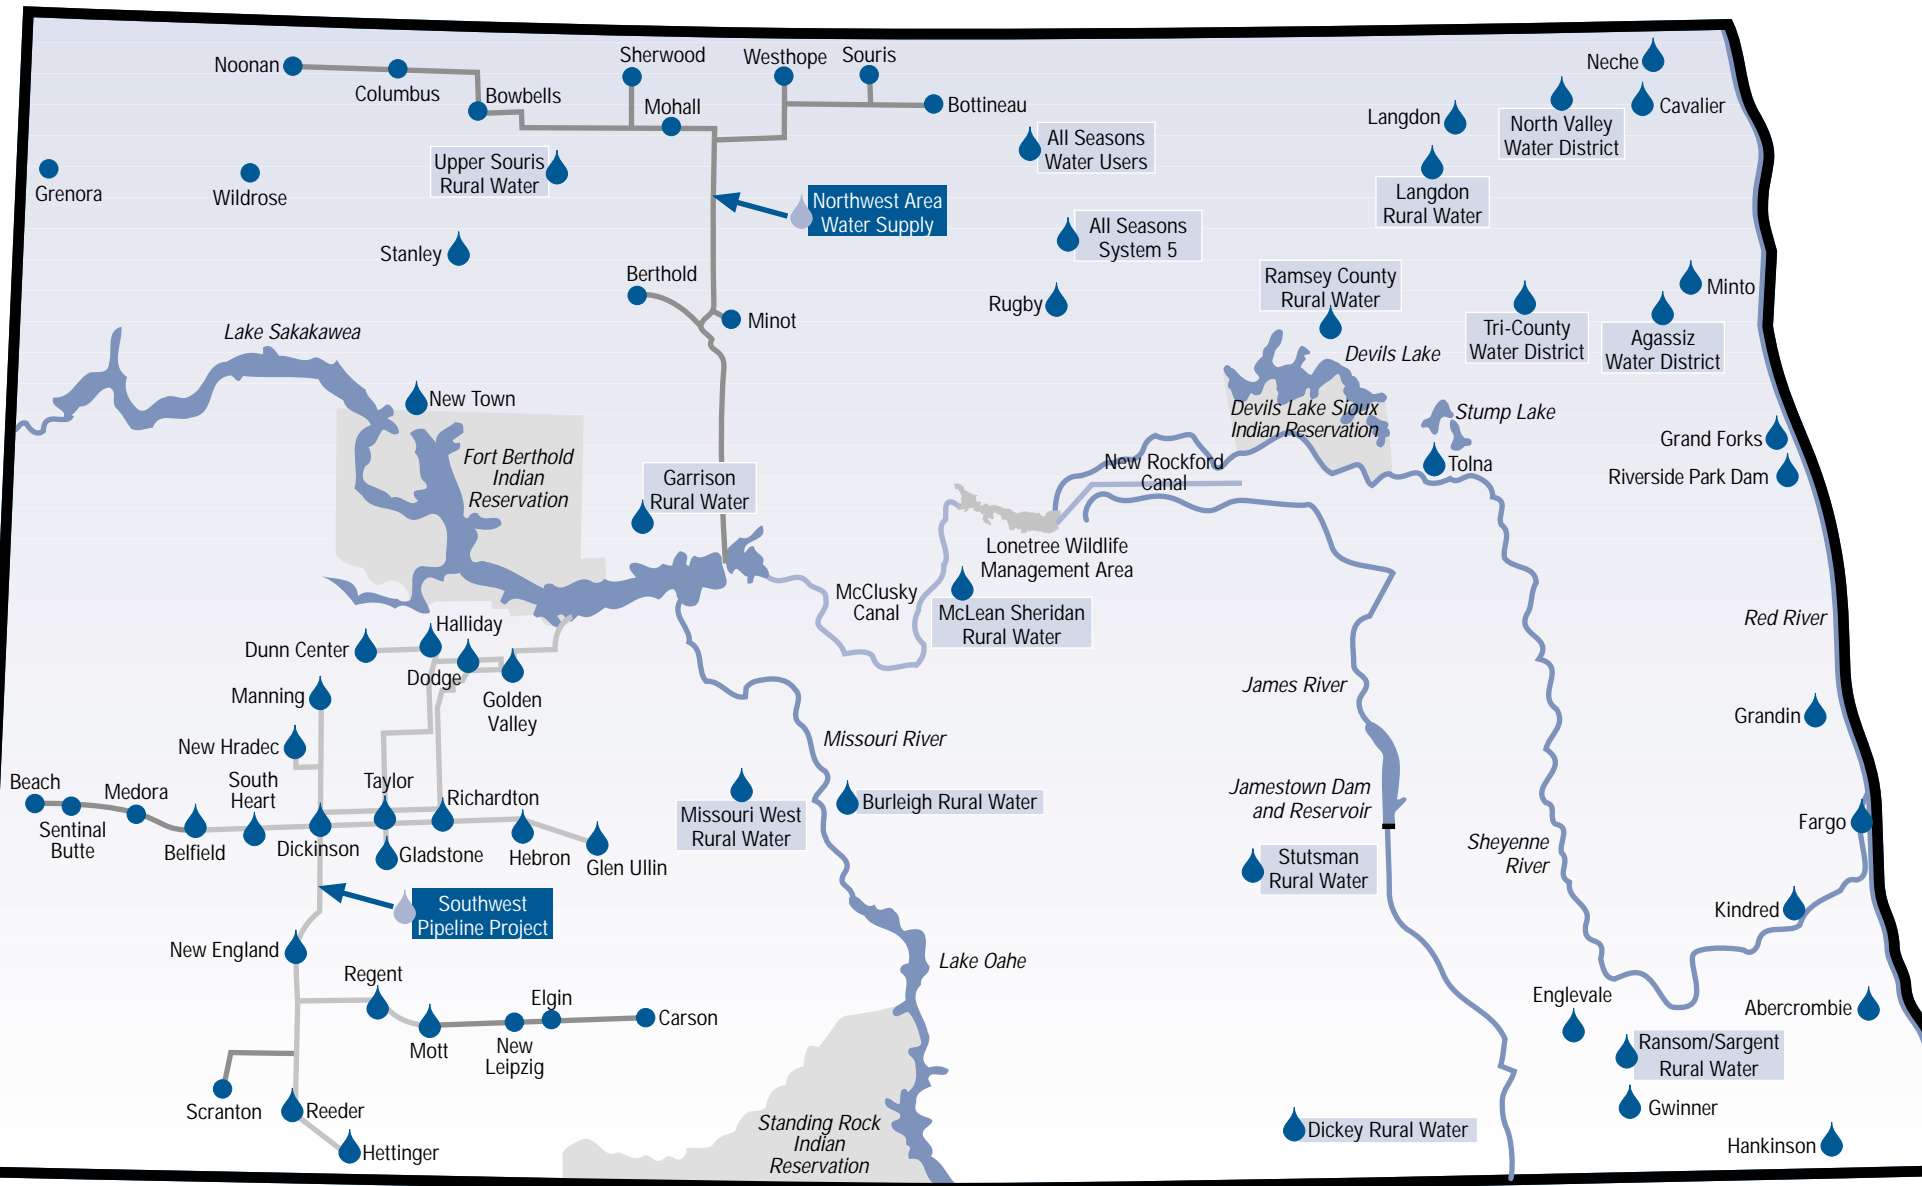 Noonan
Columbus
Bowbells
Sherwood
Mohall
Westhope
Souris
Bottineau
Neche
Cavalier
Langdon
North Valley
Water District
Langdon
Rural Water
All Seasons
Water Users
Upper Souris
Rural Water
Grenora
Wildrose
Northwest Area
Water Supply
All Seasons
System 5
Stanley
Berthold
Minot
Rugby
Ramsey County
Rural Water
Minto
Tri-County
Water District
Agassiz
Water District
Lake Sakakawea
Devils Lake
New Town
Devils Lake Sioux
Indian Reservation
Stump Lake
Fort Berthold
Indian
Reservation
Grand Forks
Riverside Park Dam
Tolna
New Rockford
Canal
Garrison
Rural Water
Lonetree Wildlife
Management Area
McClusky
Canal
McLean Sheridan
Rural Water
Red River
Halliday
Dunn Center
Dodge
Golden
Valley
Manning
New Hradec
James River
Grandin
Missouri River
Beach
Sentinal
Butte
Medora
Belfield
South
Heart
Dickinson
Taylor
Gladstone
Richardton
Hebron
Glen Ullin
Missouri West
Rural Water
Burleigh Rural Water
Jamestown Dam
and Reservoir
Stutsman
Rural Water
Sheyenne
River
Fargo
Kindred
Southwest
Pipeline Project
New England
Regent
Mott
New
Leipzig
Elgin
Carson
Lake Oahe
Englevale
Abercrombie
Ransom/Sargent
Rural Water
Gwinner
Hankinson
Scranton
Reeder
Hettinger
Standing Rock
Indian
Reservation
Dickey Rural Water